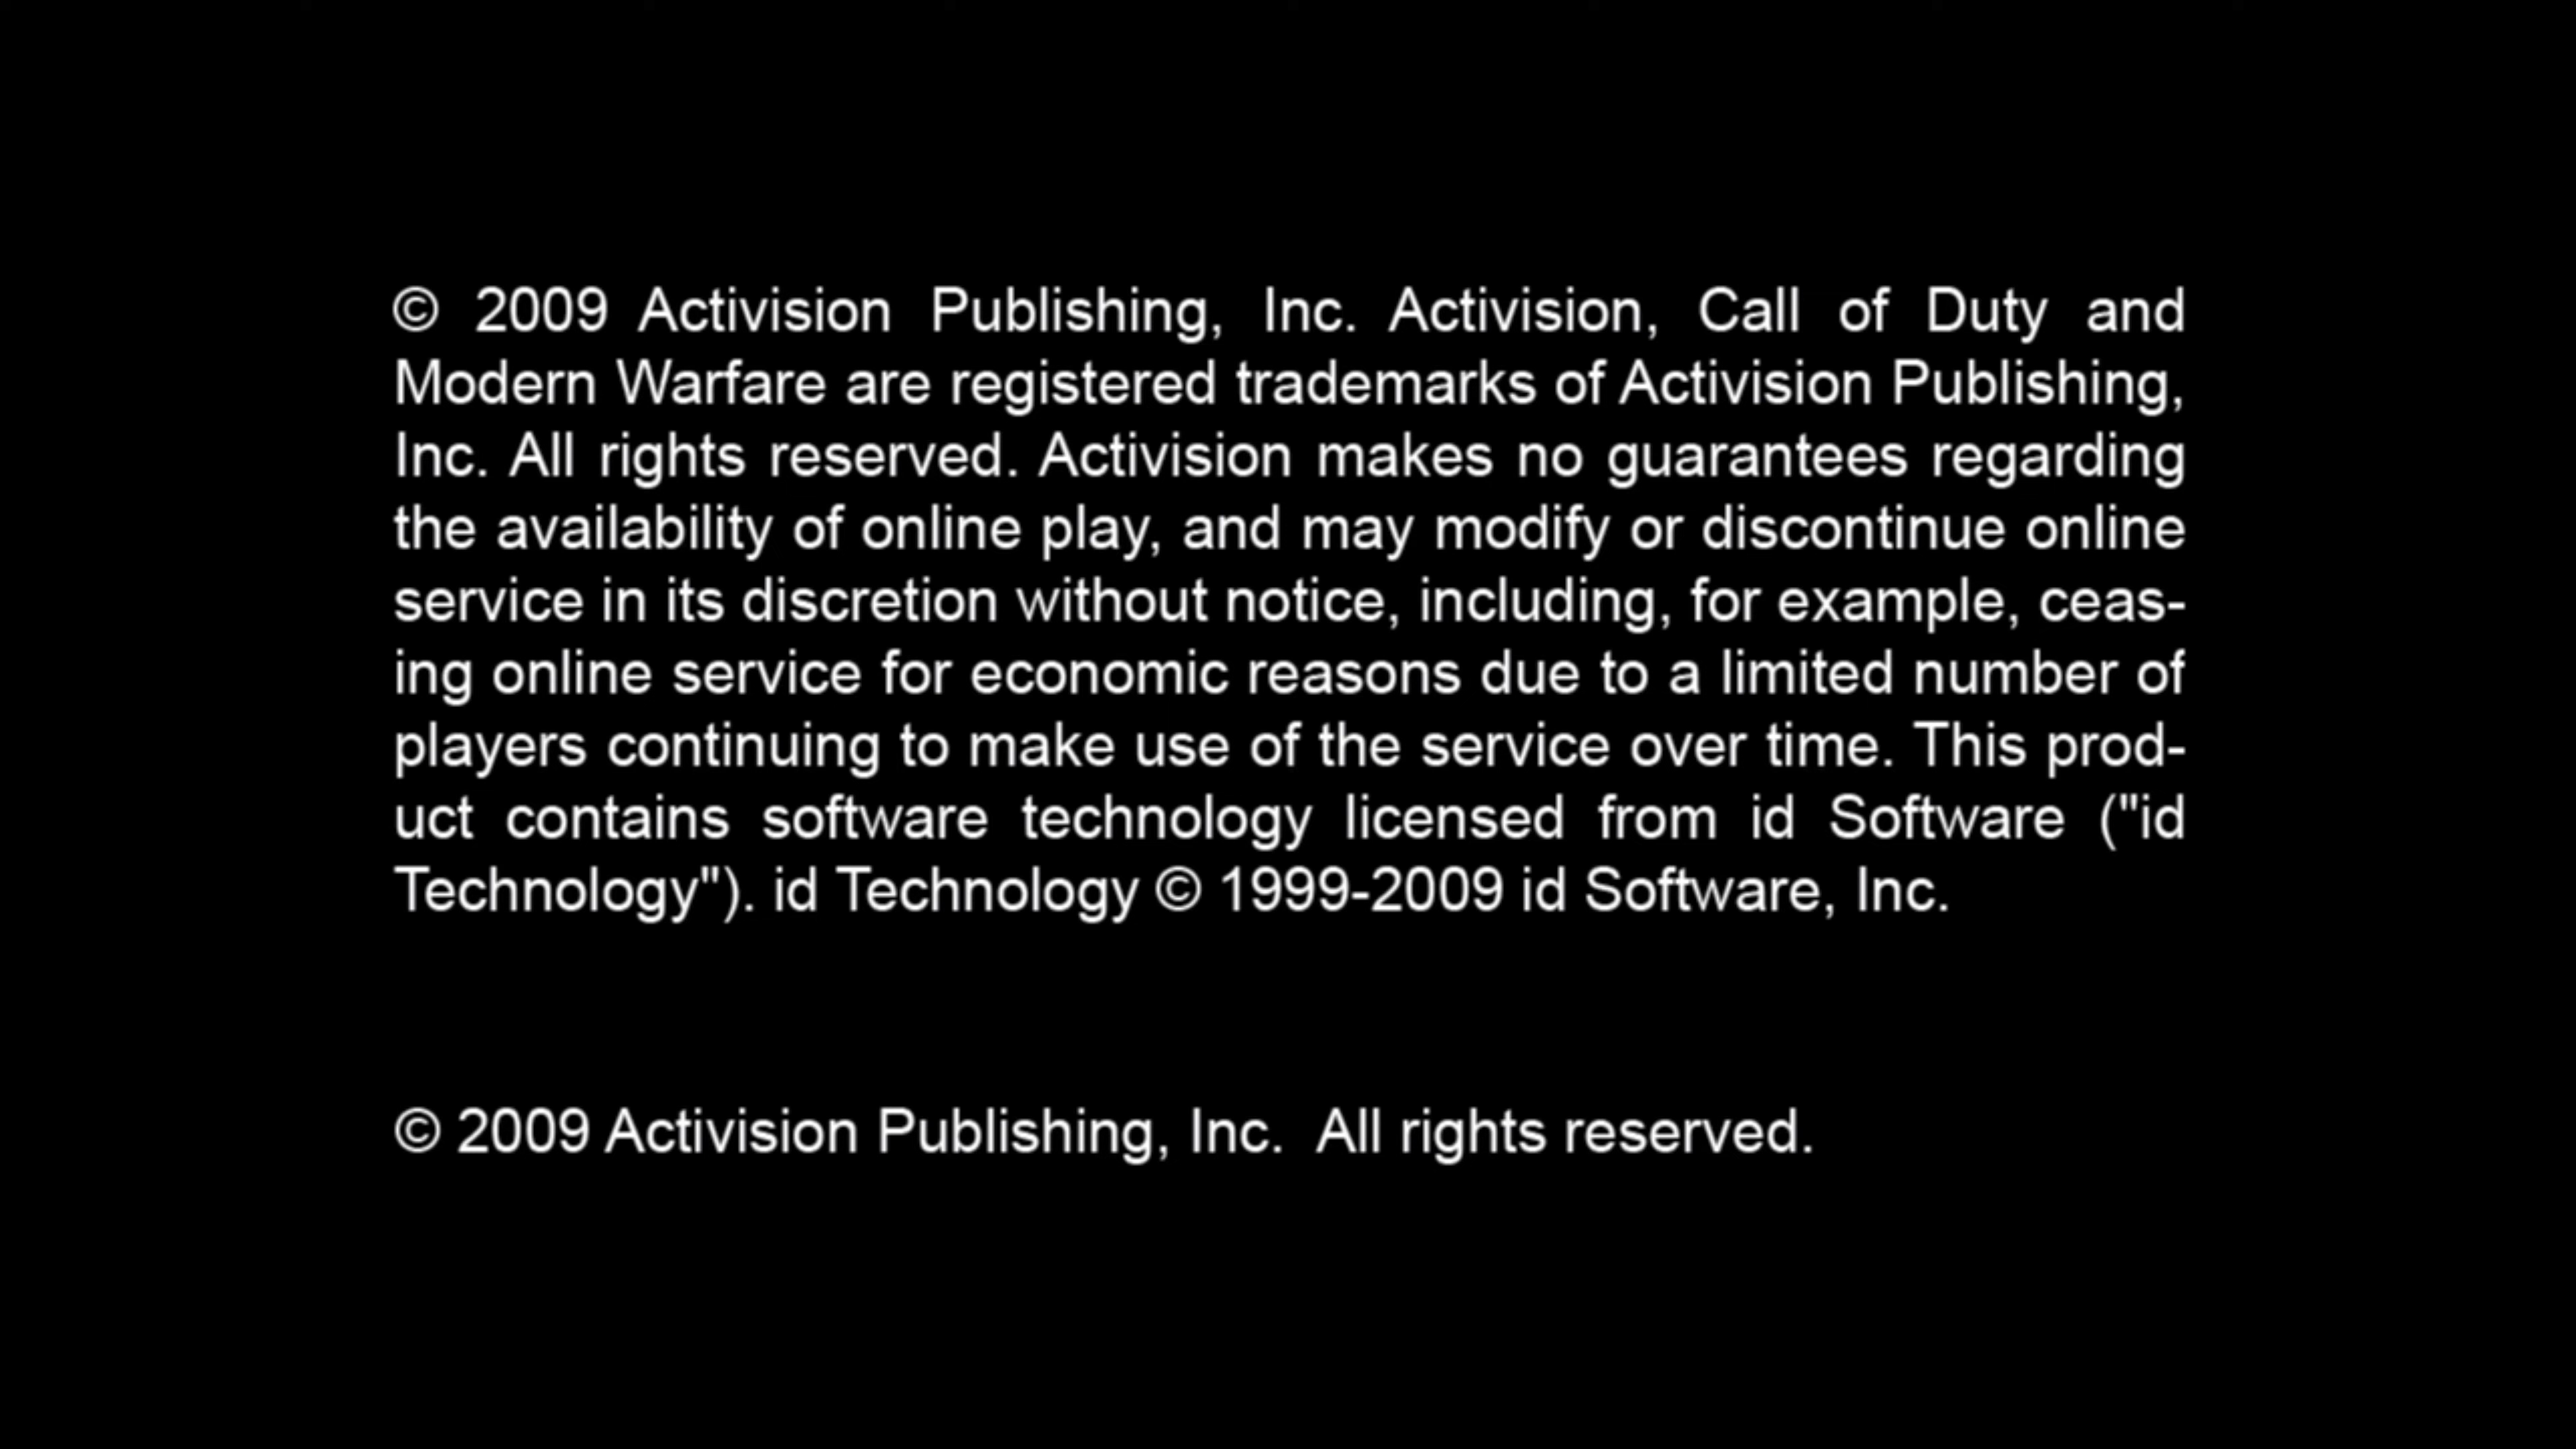 © 2009 Activision Publishing, Inc. Activision, Call of Duty and
Modern Warfare are registered trademarks of Activision Publishing,
Inc. All rights reserved. Activision makes no guarantees regarding
the availability of online play, and may modify or discontinue online
service in its discretion without notice, including, for example, ceas-
ing online service for economic reasons due to a limited number of
players continuing to make use of the service over time. This prod-
uct contains software technology licensed from id Software ("id
Technology"). id Technology © 1999-2009 id Software, Inc.
© 2009 Activision Publishing, Inc.  All rights reserved.